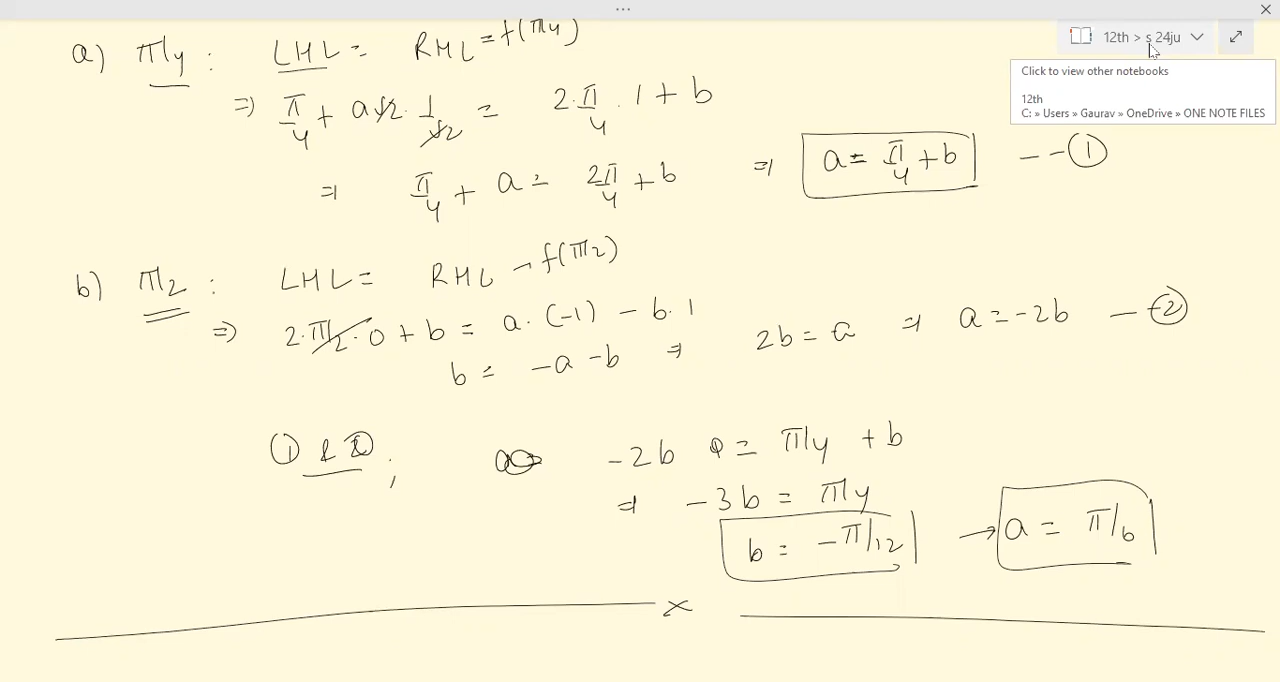 a) π/4 : LHL = RHL = f(π/4)
⇒ π/4 + a√2 · 1/√2 = 2·π/4 · 1 + b
⇒ π/4 + a = 2π/4 + b ⇒ a = π/4 + b -- ①
b) π/2 : LHL = RHL - f(π/2)
⇒ 2·π/2·0 + b = a·(-1) - b·1
b = -a - b ⇒ 2b = a ⇒ a = -2b - ②
① & ② ; -2b = π/4 + b
⇒ -3b = π/4
b = -π/12 → a = π/6
x
12th > s 24ju
Click to view other notebooks
12th
C: » Users » Gaurav » OneDrive » ONE NOTE FILES